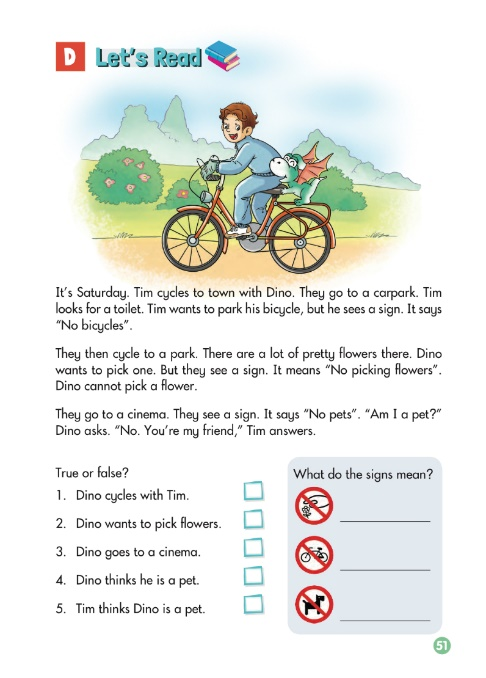 D Let's Read
It's Saturday. Tim cycles to town with Dino. They go to a carpark. Tim
looks for a toilet. Tim wants to park his bicycle, but he sees a sign. It says
"No bicycles".
They then cycle to a park. There are a lot of pretty flowers there. Dino
wants to pick one. But they see a sign. It means "No picking flowers".
Dino cannot pick a flower.
They go to a cinema. They see a sign. It says "No pets". "Am I a pet?"
Dino asks. "No. You're my friend," Tim answers.
True or false?
1. Dino cycles with Tim.
2. Dino wants to pick flowers.
3. Dino goes to a cinema.
4. Dino thinks he is a pet.
5. Tim thinks Dino is a pet.
What do the signs mean?
51